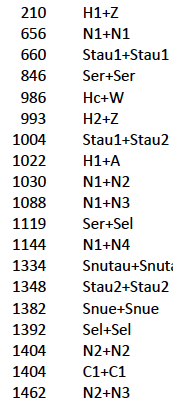 210 H1+Z
656 N1+N1
660 Stau1+Stau1
846 Ser+Ser
986 Hc+W
993 H2+Z
1004 Stau1+Stau2
1022 H1+A
1030 N1+N2
1088 N1+N3
1119 Ser+Sel
1144 N1+N4
1334 Snutau+Snuta
1348 Stau2+Stau2
1382 Snue+Snue
1392 Sel+Sel
1404 N2+N2
1404 C1+C1
1462 N2+N3